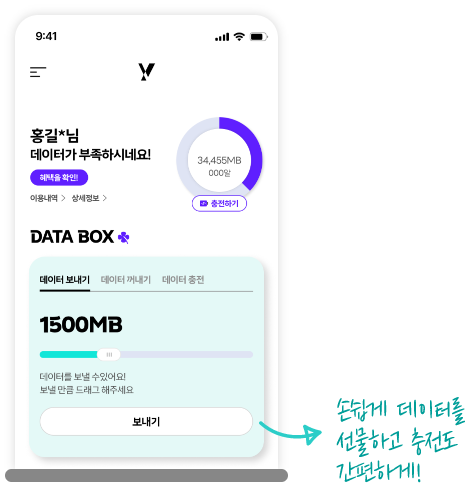 9:41
홍길*님
데이터가 부족하시네요!
혜택을 확인!
이용내역 상세정보
34,455MB
000알
충전하기
DATA BOX
데이터 보내기 데이터 꺼내기 데이터 충전
1500MB
데이터를 보낼 수있어요!
보낼 만큼 드래그 해주세요
보내기
손쉽게 데이터를
선물하고 충전도
간편하게!